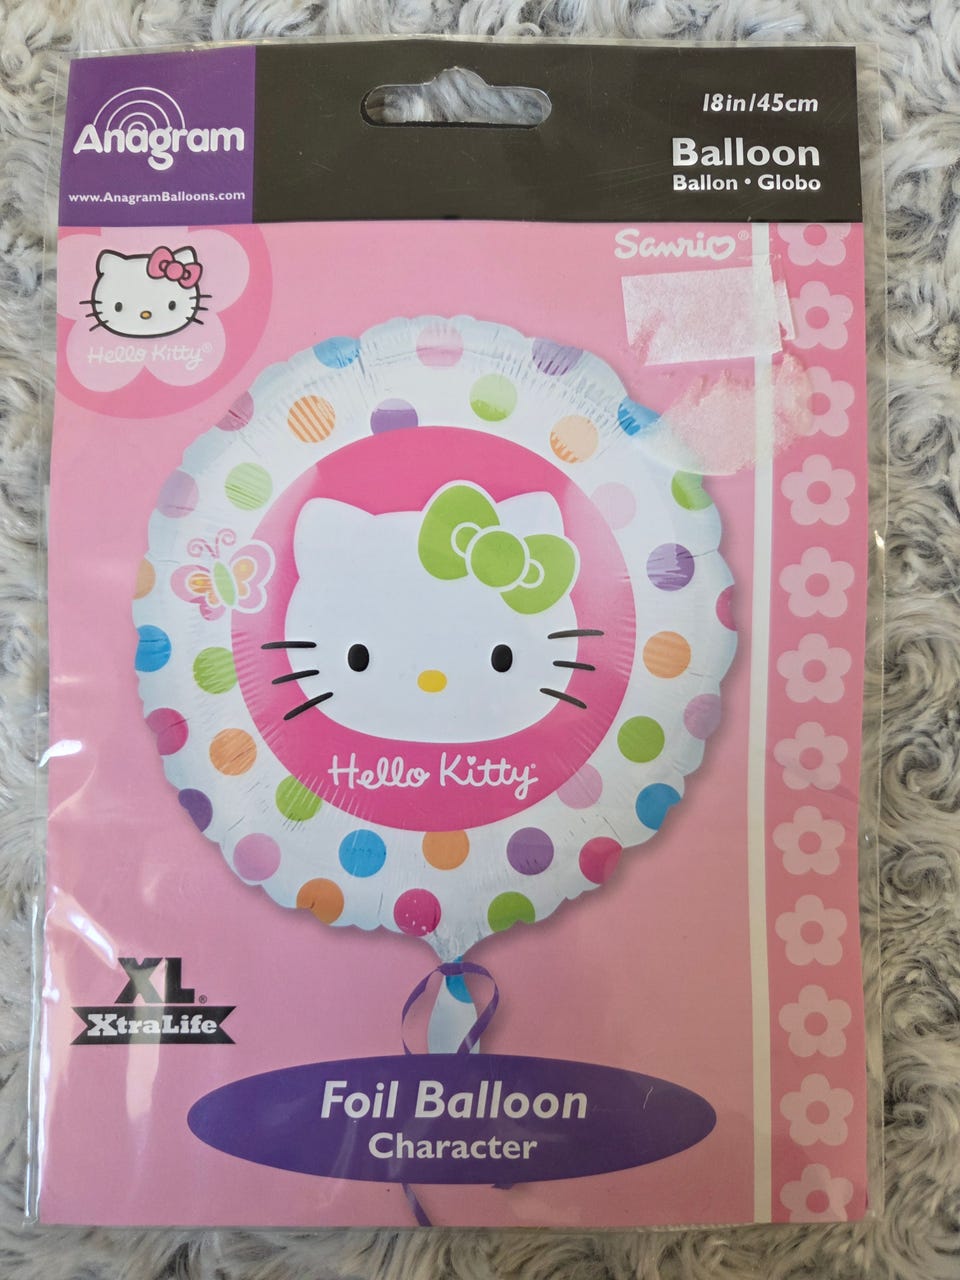 Anagram
www.AnagramBalloons.com
18in/45cm
Balloon
Ballon • Globo
Sanrio®
Hello Kitty®
Hello Kitty
XL®
XtraLife
Foil Balloon
Character